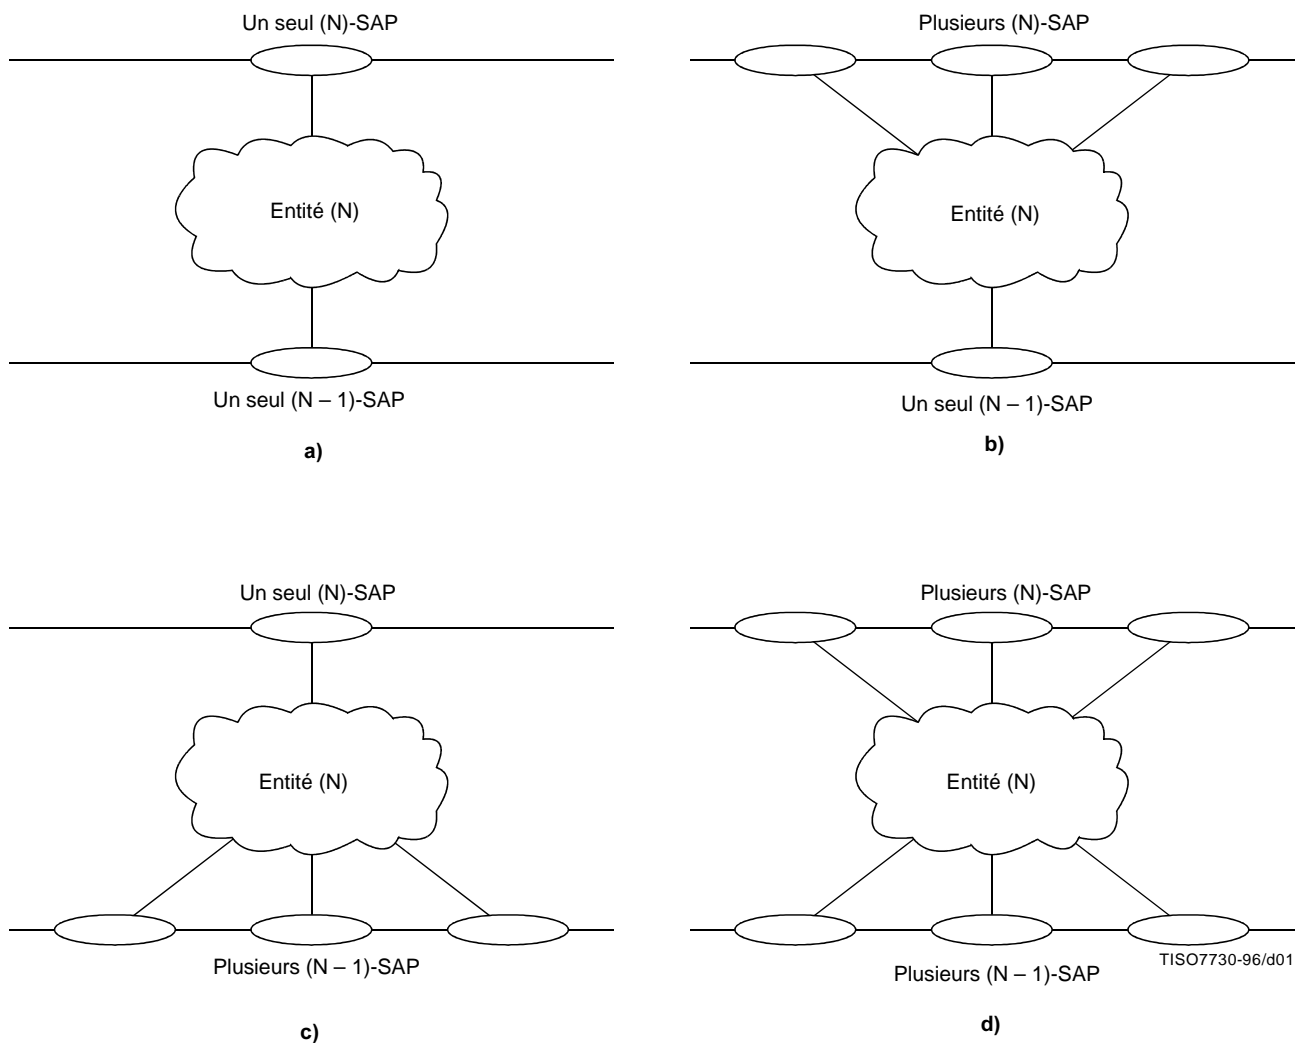 Un seul (N)-SAP
Entité (N)
Un seul (N – 1)-SAP
a)
Plusieurs (N)-SAP
Entité (N)
Un seul (N – 1)-SAP
b)
Un seul (N)-SAP
Entité (N)
Plusieurs (N – 1)-SAP
c)
Plusieurs (N)-SAP
Entité (N)
TISO7730-96/d01
Plusieurs (N – 1)-SAP
d)